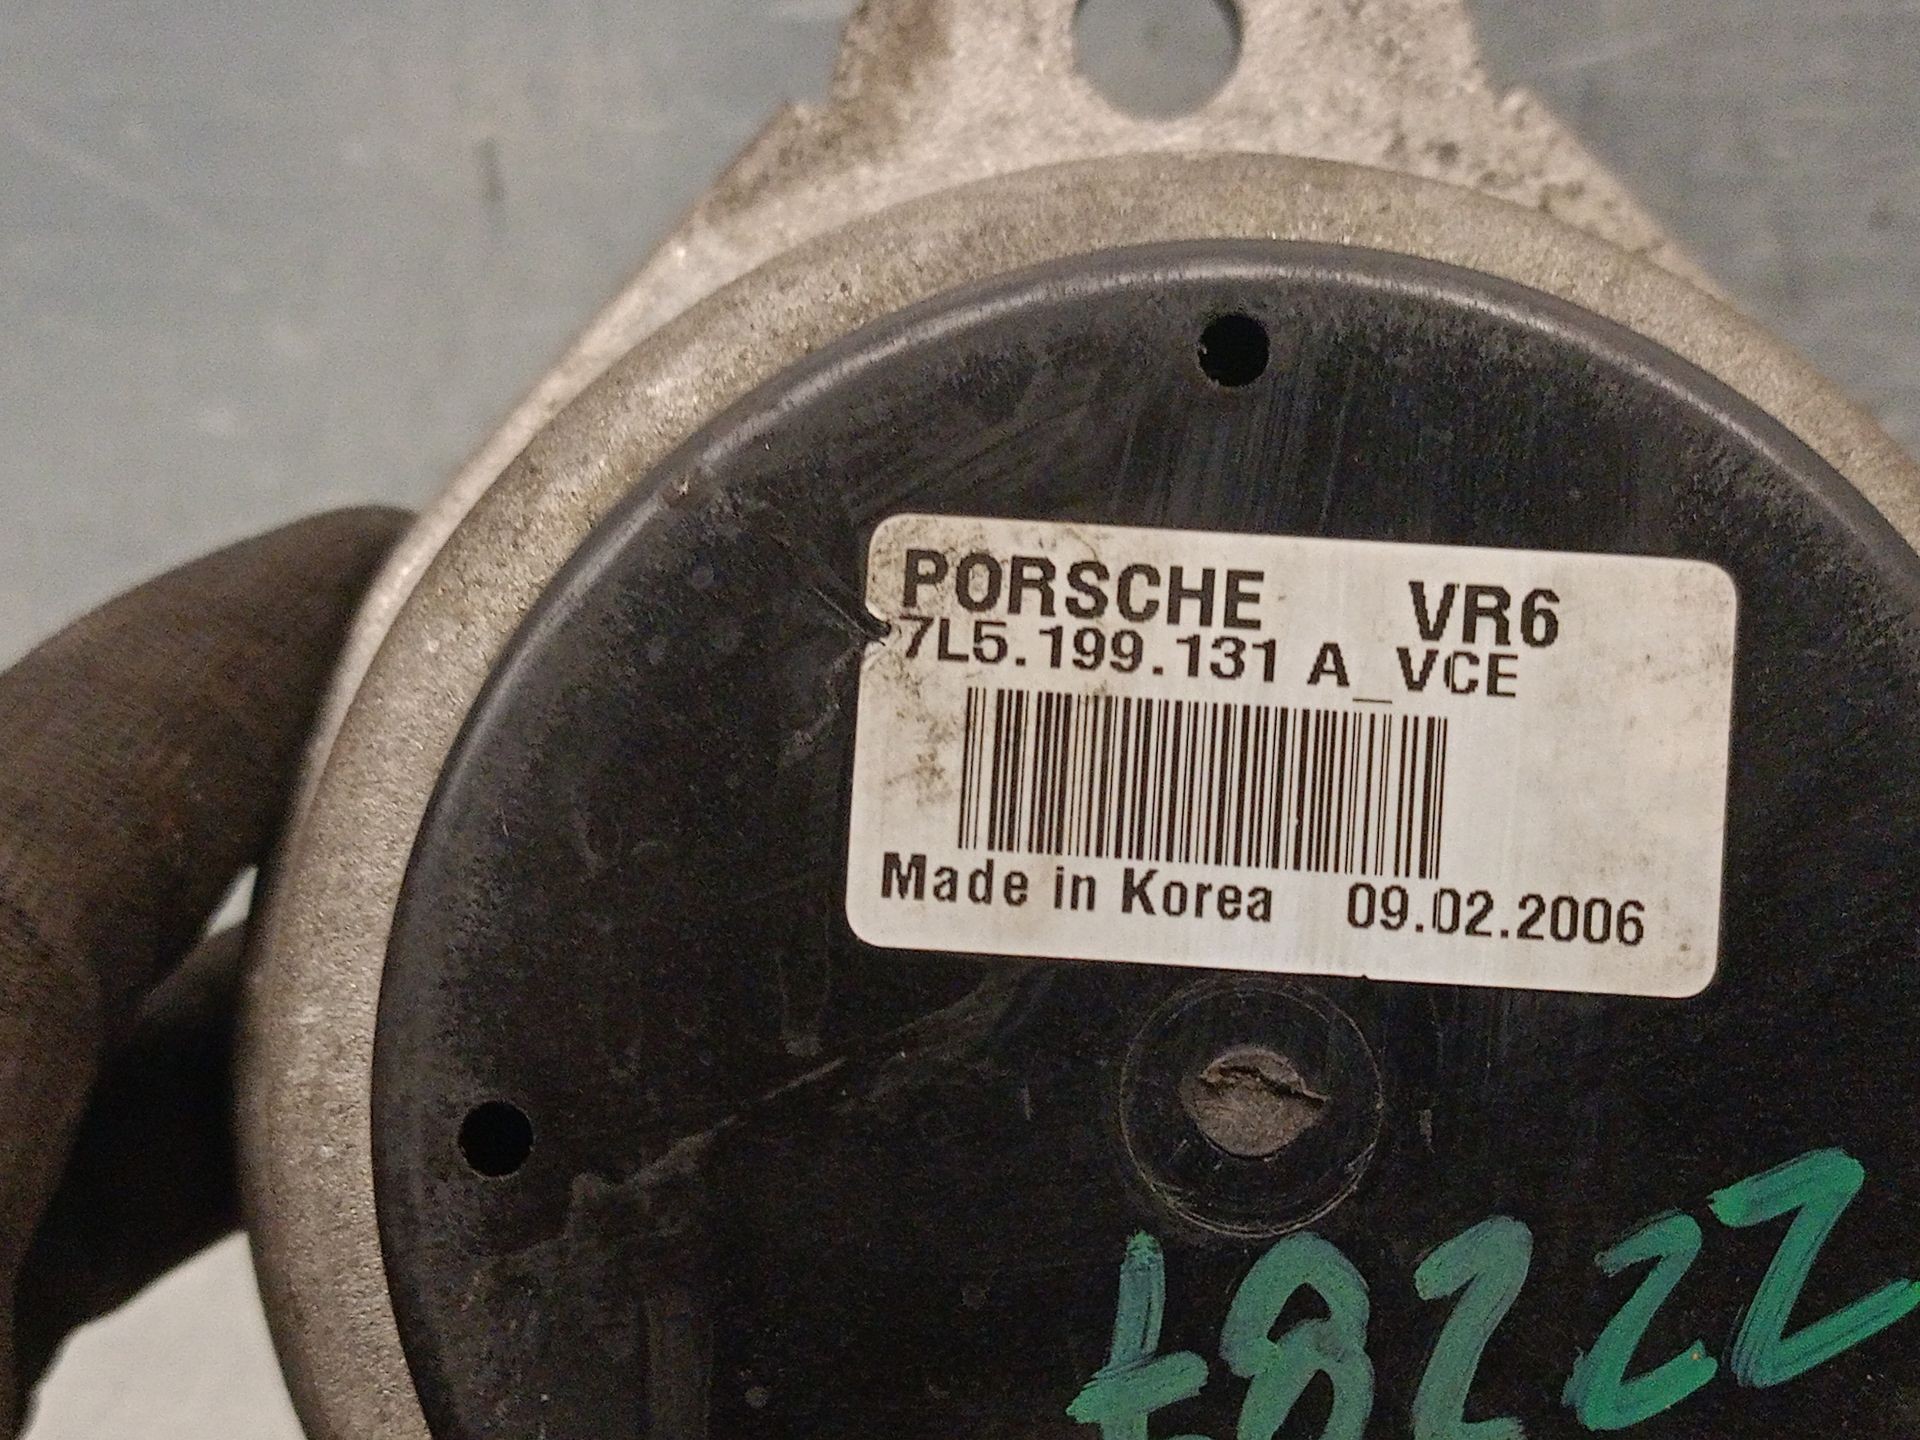 PORSCHE VR6
7L5.199.131 A_VCE
Made in Korea 09.02.2006